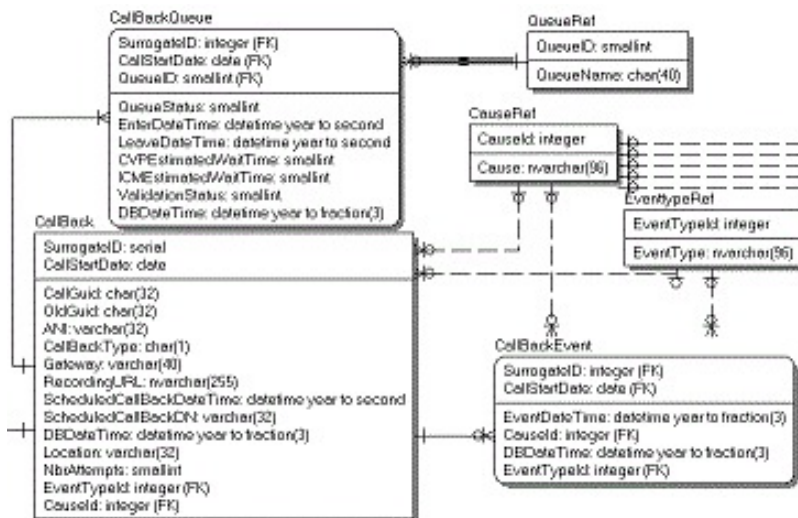 CallBackQueue
SurrogateID: integer (FK)
CallStartDate: date (FK)
QueueID: smallint (FK)
QueueStatus: smallint
EnterDateTime: datetime year to second
LeaveDateTime: datetime year to second
CVPEstimatedWaitTime: smallint
ICMEstimatedWaitTime: smallint
ValidationStatus: smallint
DBDateTime: datetime year to fraction(3)
QueueRef
QueueID: smallint
QueueName: char(40)
CauseRef
CauseId: integer
Cause: nvarchar(96)
EventtypeRef
EventTypeId: integer
EventType: nvarchar(96)
CallBack
SurrogateID: serial
CallStartDate: date
CallGuid: char(32)
OldGuid: char(32)
ANI: varchar(32)
CallBackType: char(1)
Gateway: varchar(40)
RecordingURL: nvarchar(255)
ScheduledCallBackDateTime: datetime year to second
ScheduledCallBackDN: varchar(32)
DBDateTime: datetime year to fraction(3)
Location: varchar(32)
NbrAttempts: smallint
EventTypeId: integer (FK)
CauseId: integer (FK)
CallBackEvent
SurrogateID: integer (FK)
CallStartDate: date (FK)
EventDateTime: datetime year to fraction(3)
CauseId: integer (FK)
DBDateTime: datetime year to fraction(3)
EventTypeId: integer (FK)